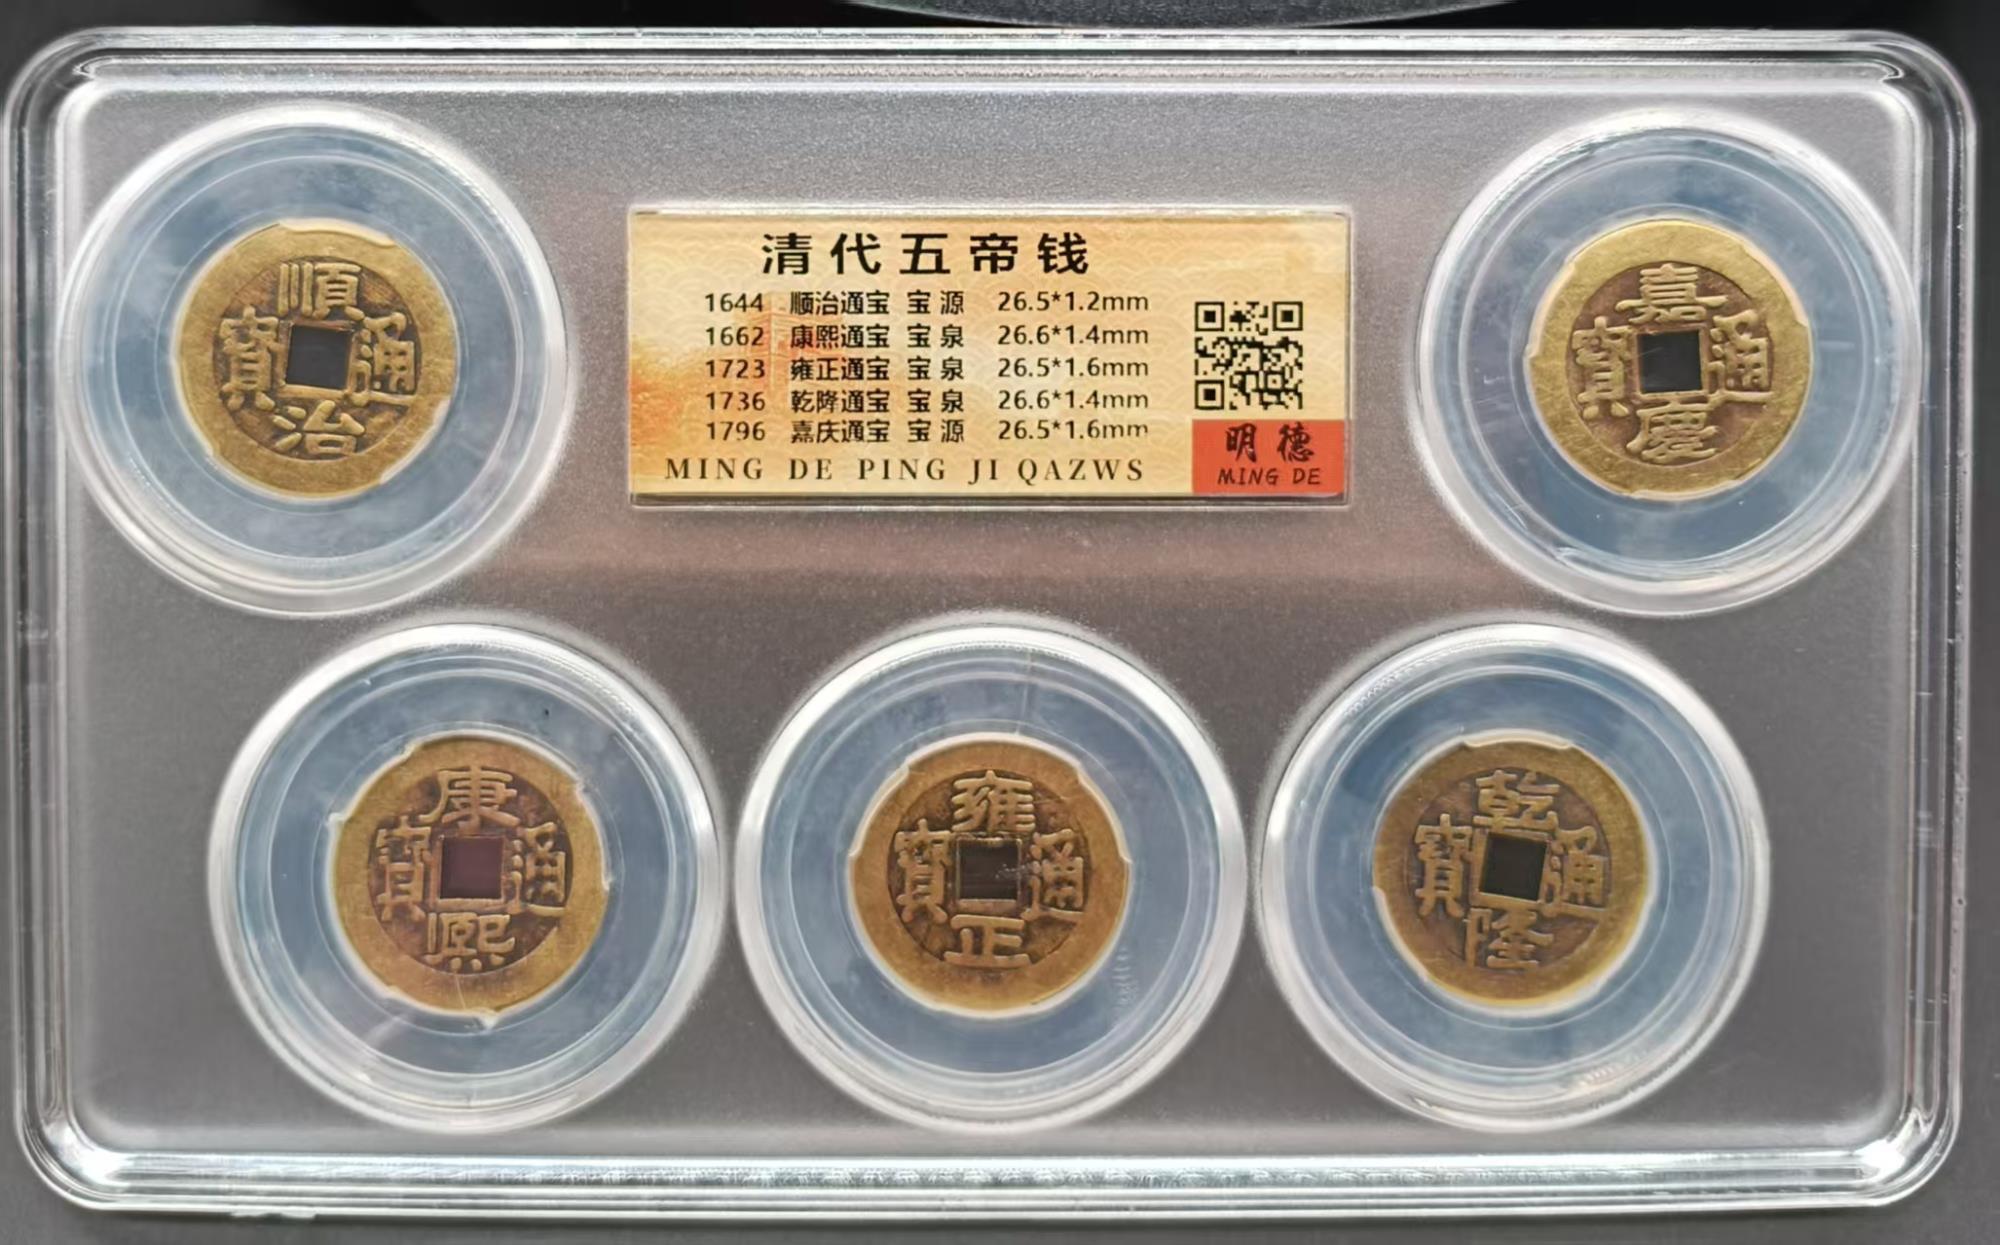 清代五帝钱
1644 顺治通宝 宝源 26.5*1.2mm
1662 康熙通宝 宝泉 26.6*1.4mm
1723 雍正通宝 宝泉 26.5*1.6mm
1736 乾隆通宝 宝泉 26.6*1.4mm
1796 嘉庆通宝 宝源 26.5*1.6mm
MING DE PING JI QAZWS
明德
MING DE
順治通寶
嘉慶通寶
康熙通寶
雍正通寶
乾隆通寶